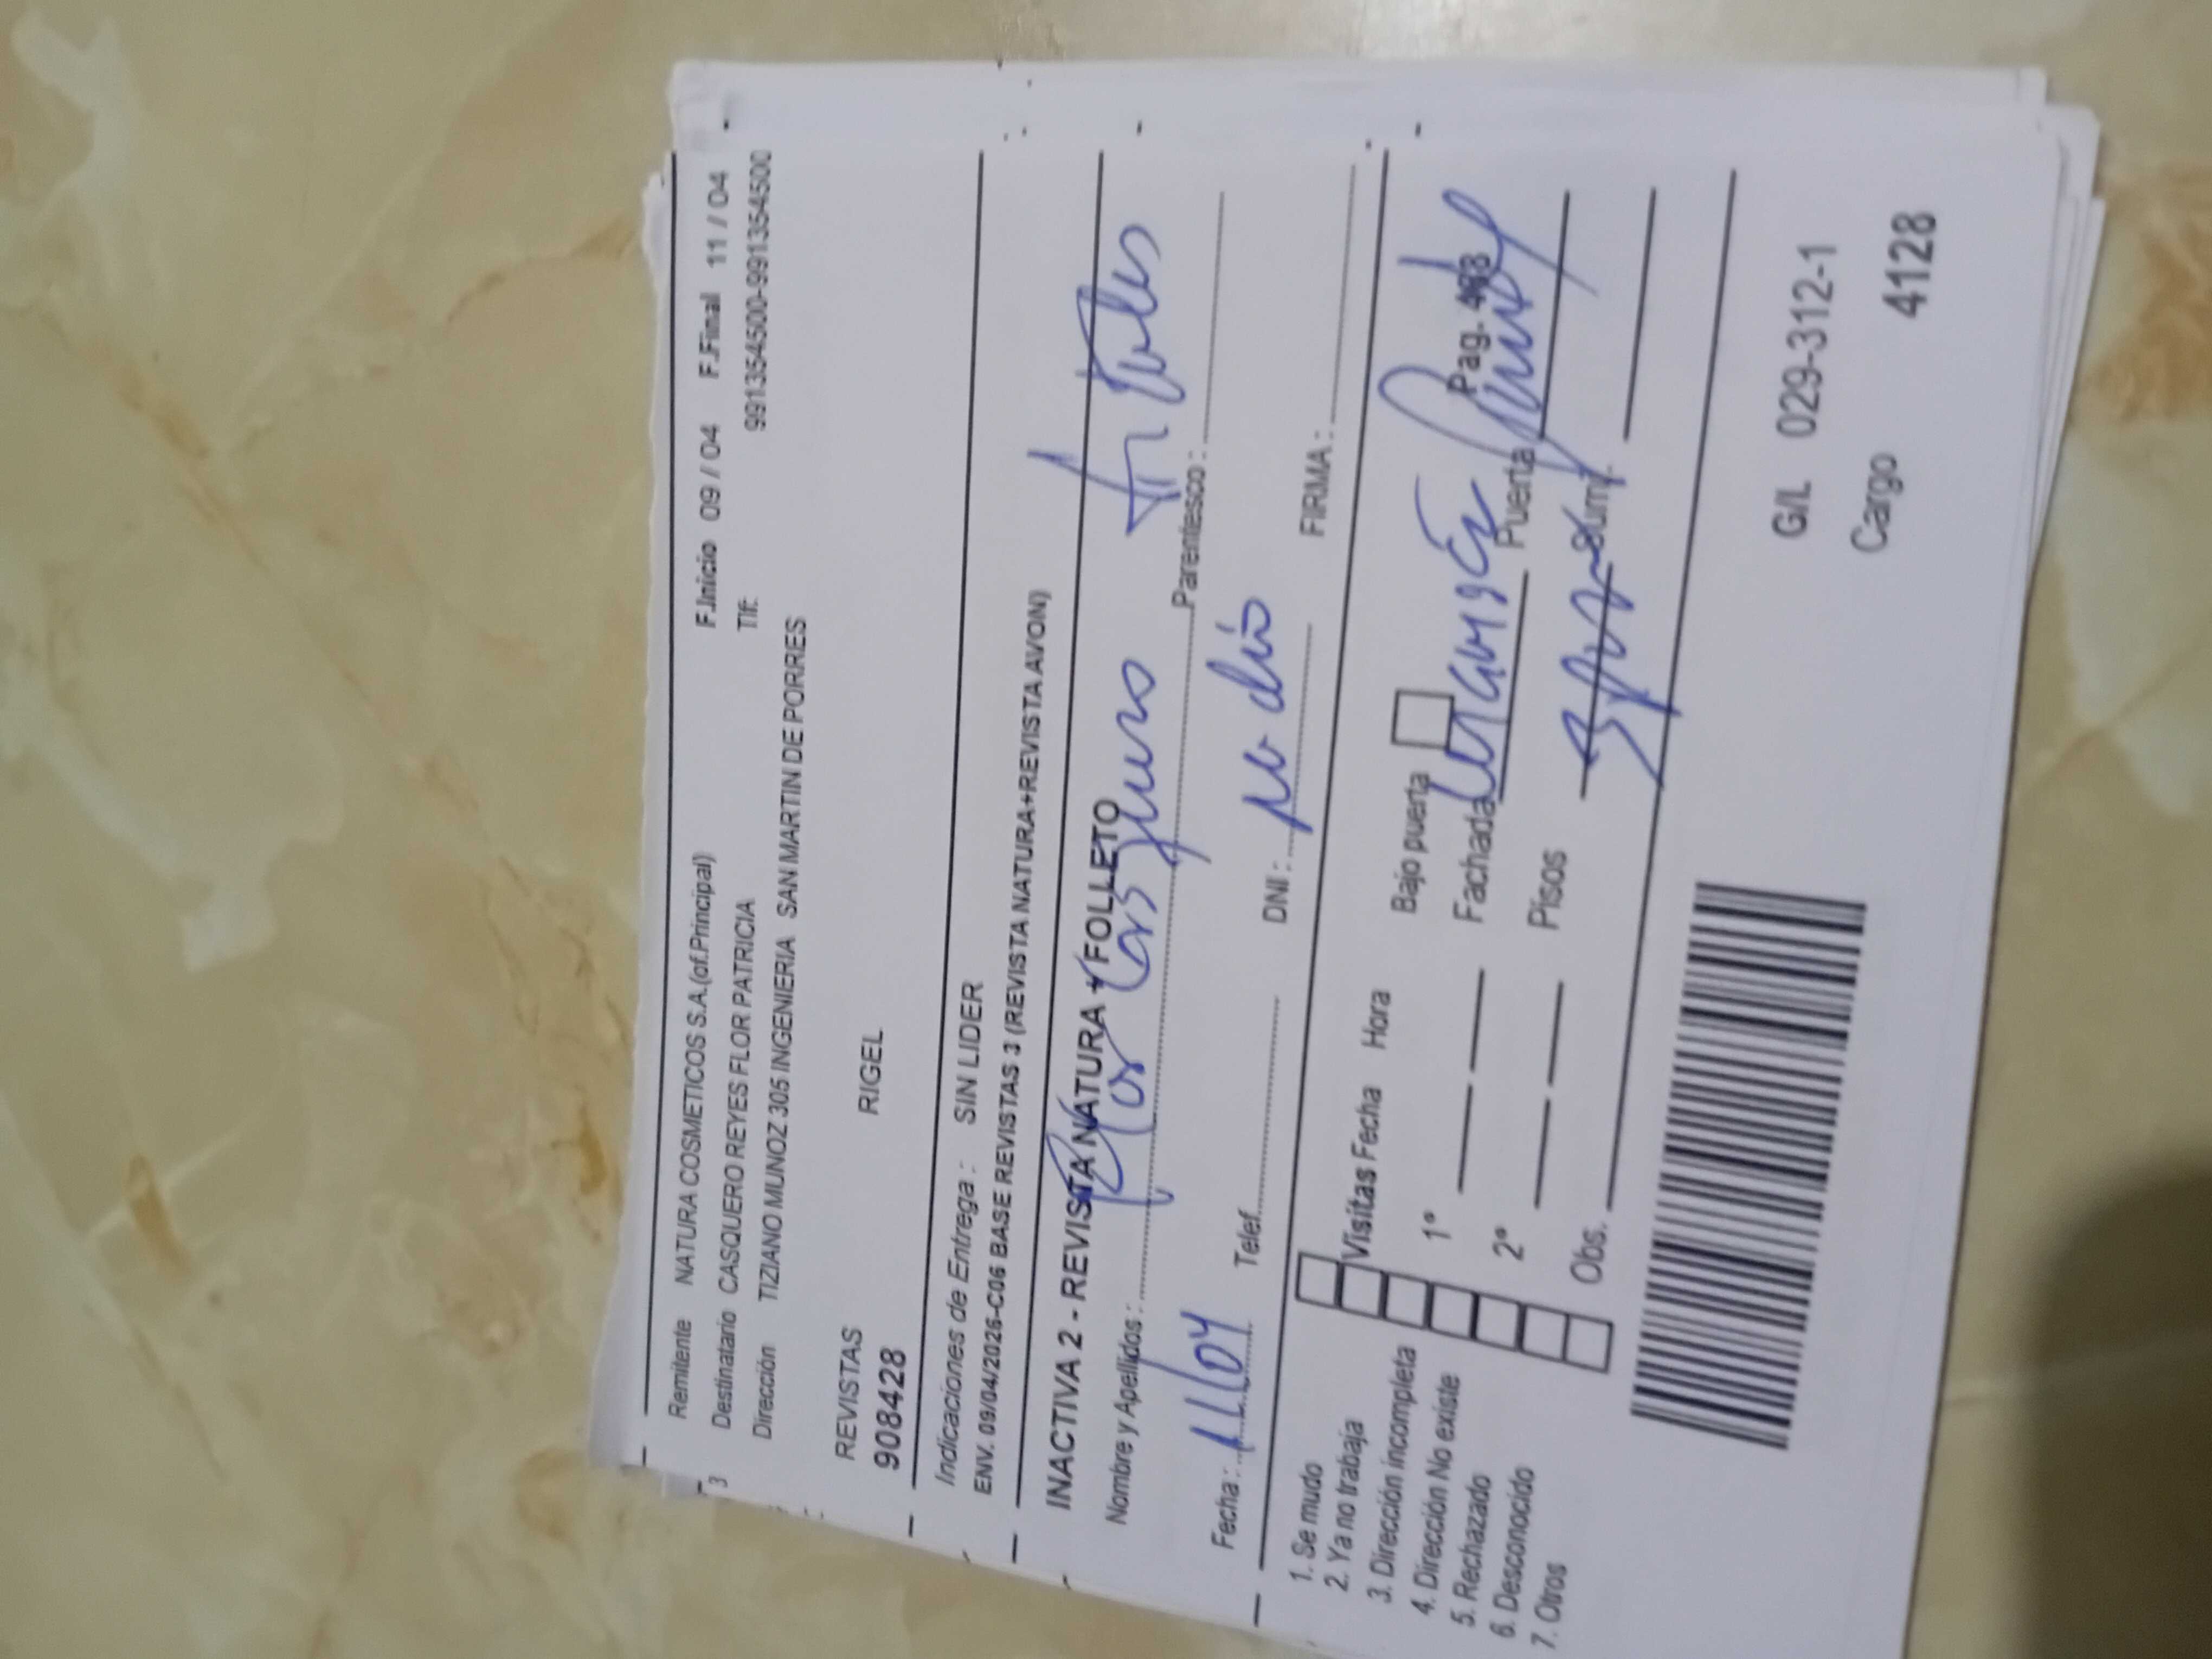 Remitente NATURA COSMETICOS S.A.(of.Principal) F.Inicio 09 / 04 F.Final 11 / 04
3 Destinatario CASQUERO REYES FLOR PATRICIA Tlf: 991354500-991354500
Dirección TIZIANO MUNOZ 305 INGENIERIA SAN MARTIN DE PORRES
REVISTAS RIGEL
908428
Indicaciones de Entrega : SIN LIDER
ENV. 09/04/2026-C06 BASE REVISTAS 3 (REVISTA NATURA+REVISTA AVON)
INACTIVA 2 - REVISTA NATURA + FOLLETO
Nombre y Apellidos : Flor Parentesco :
Fecha : 11/04 Telef. DNI : no dio FIRMA :
1. Se mudo
2. Ya no trabaja
3. Dirección incompleta
4. Dirección No existe
5. Rechazado
6. Desconocido
7. Otros
Visitas Fecha Hora
1°
2°
Obs.
Bajo puerta Pag.
Fachada Puerta
Pisos Sumi.
G/L 029-312-1
Cargo 4128